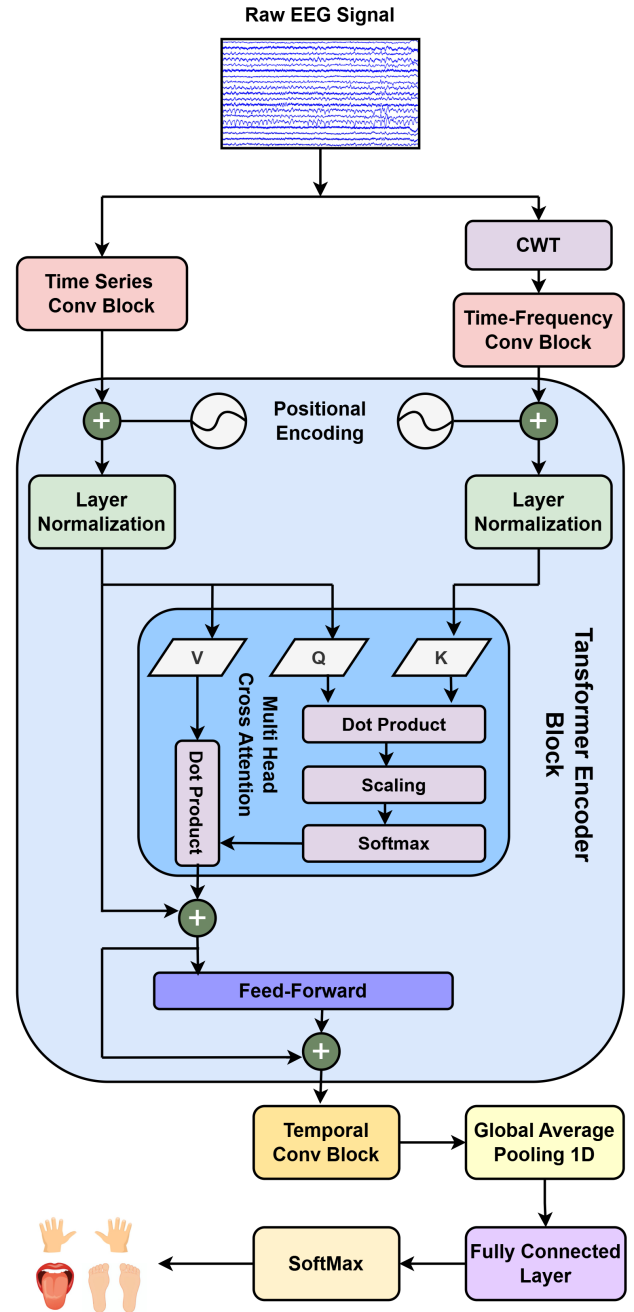 Raw EEG Signal
CWT
Time Series
Conv Block
Time-Frequency
Conv Block
+
Positional
Encoding
+
Layer
Normalization
Layer
Normalization
V
Q
K
Multi Head
Cross Attention
Dot Product
Scaling
Softmax
Dot Product
Tansformer Encoder
Block
+
Feed-Forward
+
Temporal
Conv Block
Global Average
Pooling 1D
SoftMax
Fully Connected
Layer